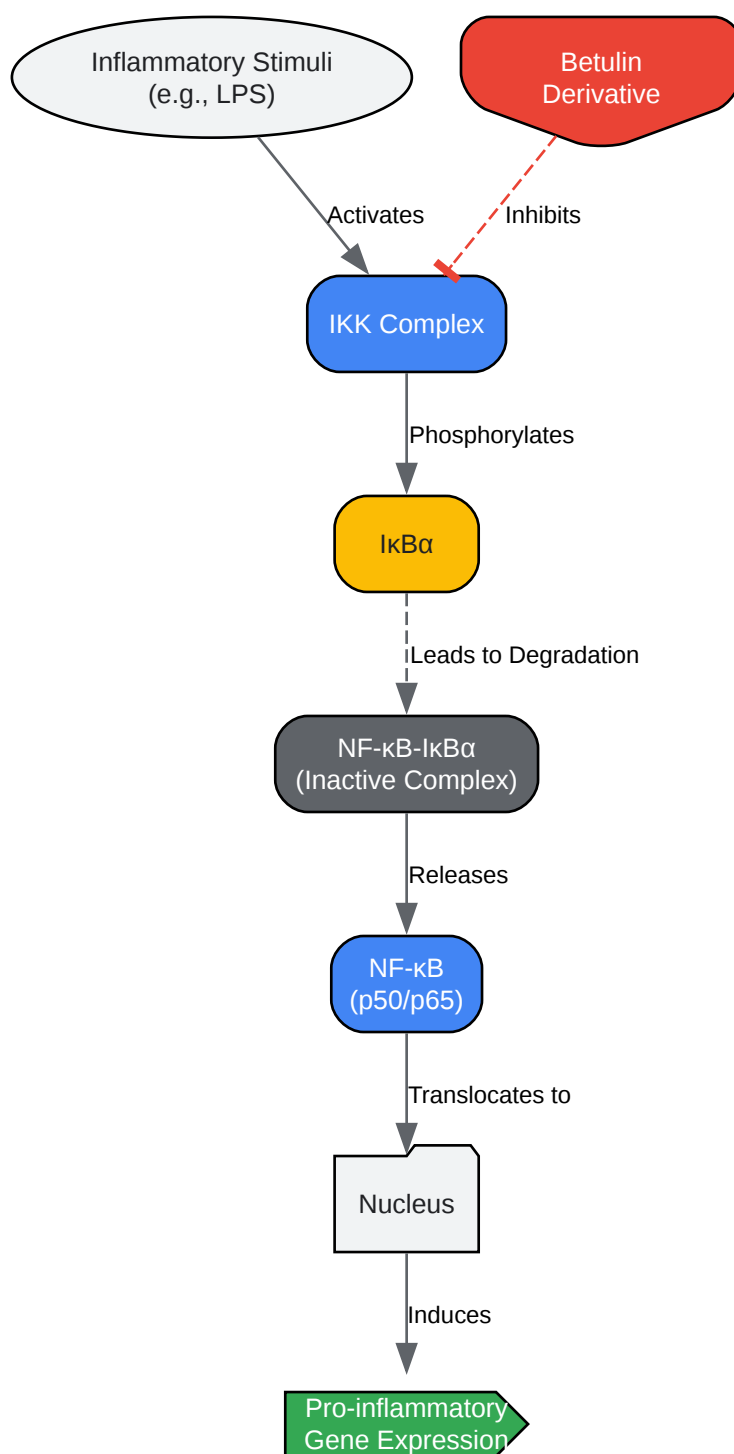 Inflammatory Stimuli
(e.g., LPS)
Betulin
Derivative
Activates
Inhibits
IKK Complex
Phosphorylates
IκBα
Leads to Degradation
NF-κB-IκBα
(Inactive Complex)
Releases
NF-κB
(p50/p65)
Translocates to
Nucleus
Induces
Pro-inflammatory
Gene Expression